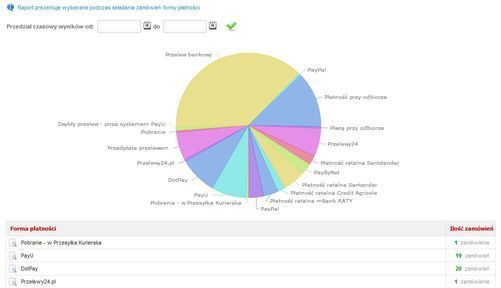 Raport prezentuje wybierane podczas składania zamówień formy płatności
Przedział czasowy wyników od: do
Przelew bankowy
PayPal
Płatność przy odbiorze
Zwykły przelew - poza systemem PayU
Płacę przy odbiorze
Pobranie
Przelewy24
Przedpłata przelewem
Płatność ratalna Santdander
Przelewy24.pl
PayByNet
DotPay
Płatność ratalna Santander
PayU
Płatność ratalna Credit Agricole
Pobranie - w Przesyłka Kurierska
Płatność ratalna mBank RATY
PayPal
Forma płatności Ilość zamówień
Pobranie - w Przesyłka Kurierska 1 zamówienie
PayU 19 zamówień
DotPay 20 zamówień
Przelewy24.pl 1 zamówienie